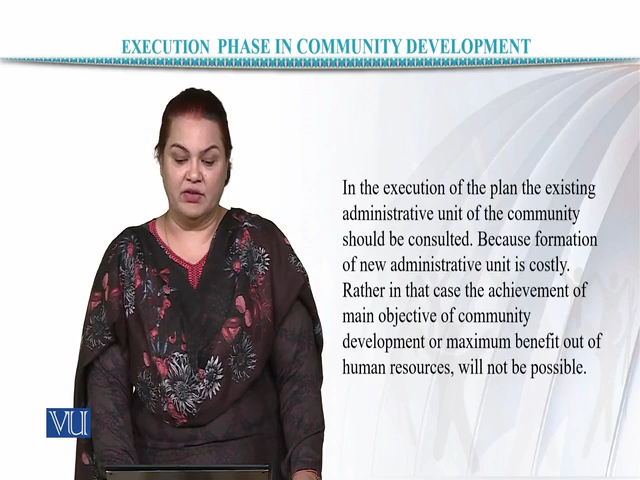 EXECUTION PHASE IN COMMUNITY DEVELOPMENT
In the execution of the plan the existing
administrative unit of the community
should be consulted. Because formation
of new administrative unit is costly.
Rather in that case the achievement of
main objective of community
development or maximum benefit out of
human resources, will not be possible.
VU